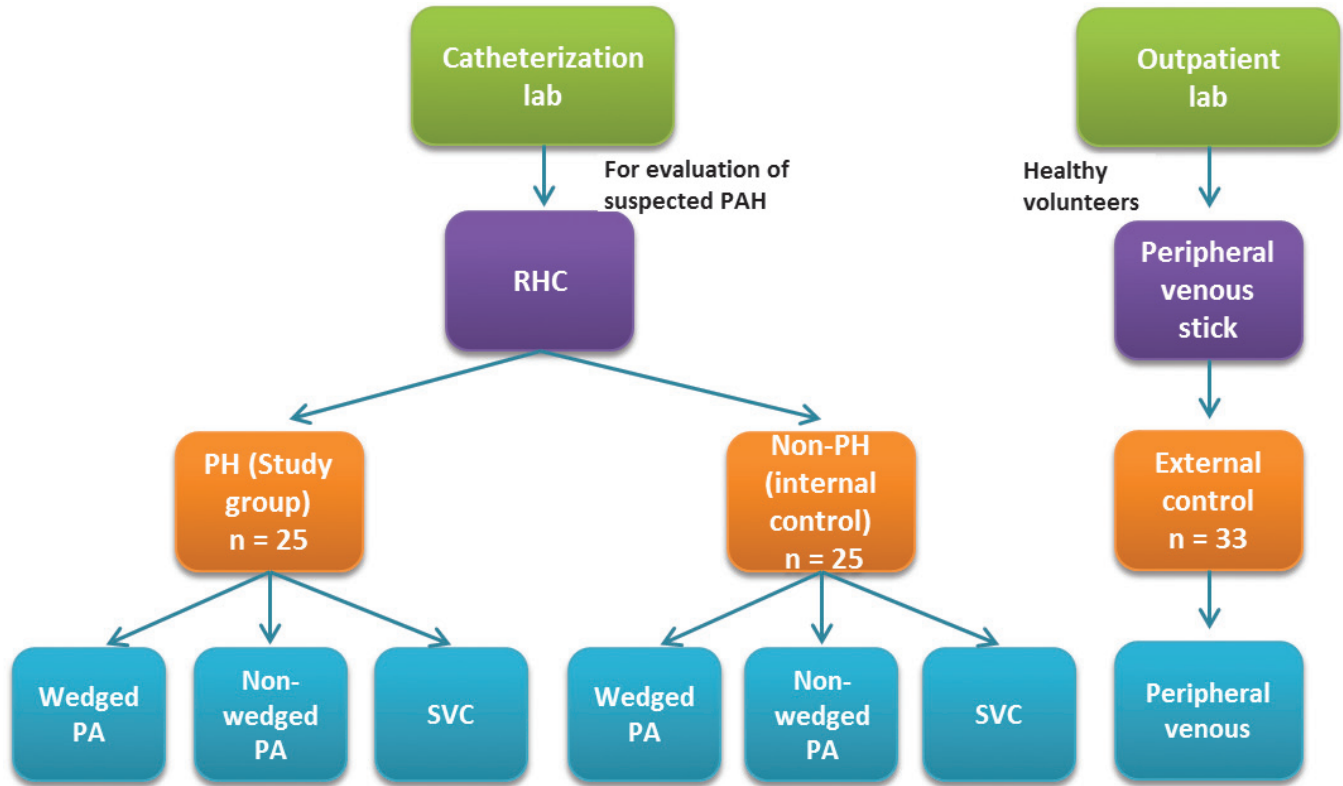 Catheterization
lab
Outpatient
lab
For evaluation of
suspected PAH
Healthy
volunteers
RHC
Peripheral
venous
stick
PH (Study
group)
n = 25
Non-PH
(internal
control)
n = 25
External
control
n = 33
Wedged
PA
Non-
wedged
PA
SVC
Wedged
PA
Non-
wedged
PA
SVC
Peripheral
venous